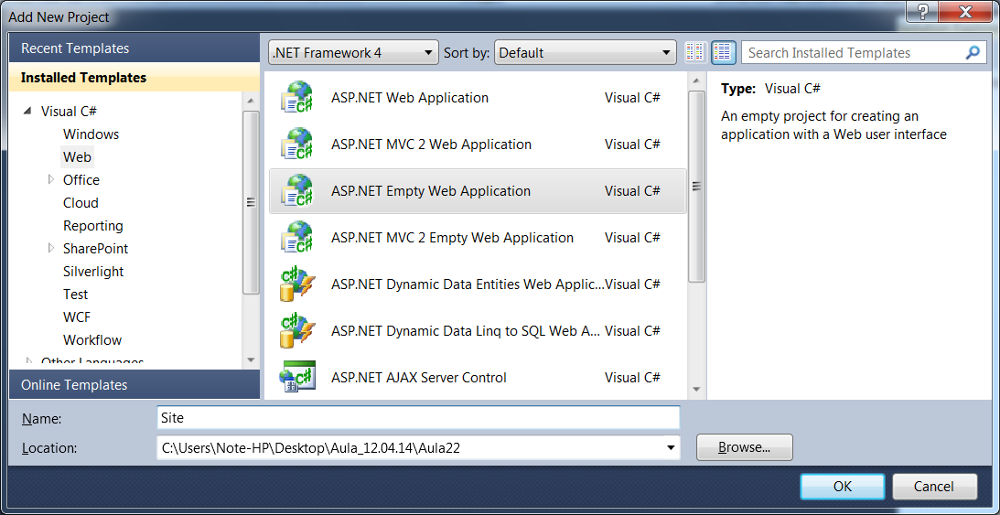 Add New Project
Recent Templates
Installed Templates
Visual C#
Windows
Web
Office
Cloud
Reporting
SharePoint
Silverlight
Test
WCF
Workflow
Other Languages
Online Templates
.NET Framework 4 Sort by: Default Search Installed Templates
ASP.NET Web Application Visual C#
ASP.NET MVC 2 Web Application Visual C#
ASP.NET Empty Web Application Visual C#
ASP.NET MVC 2 Empty Web Application Visual C#
ASP.NET Dynamic Data Entities Web Applic... Visual C#
ASP.NET Dynamic Data Linq to SQL Web A... Visual C#
ASP.NET AJAX Server Control Visual C#
Type: Visual C#
An empty project for creating an
application with a Web user interface
Name: Site
Location: C:\Users\Note-HP\Desktop\Aula_12.04.14\Aula22 Browse...
OK Cancel